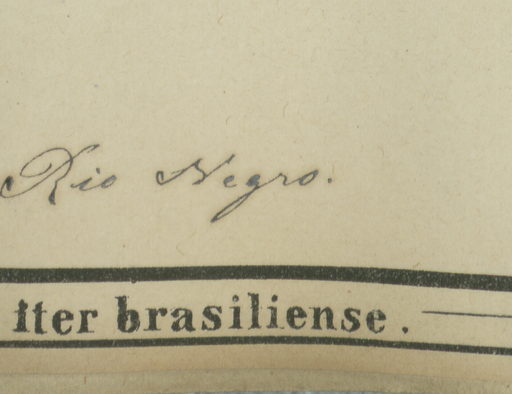 Rio Negro.
Iter brasiliense.